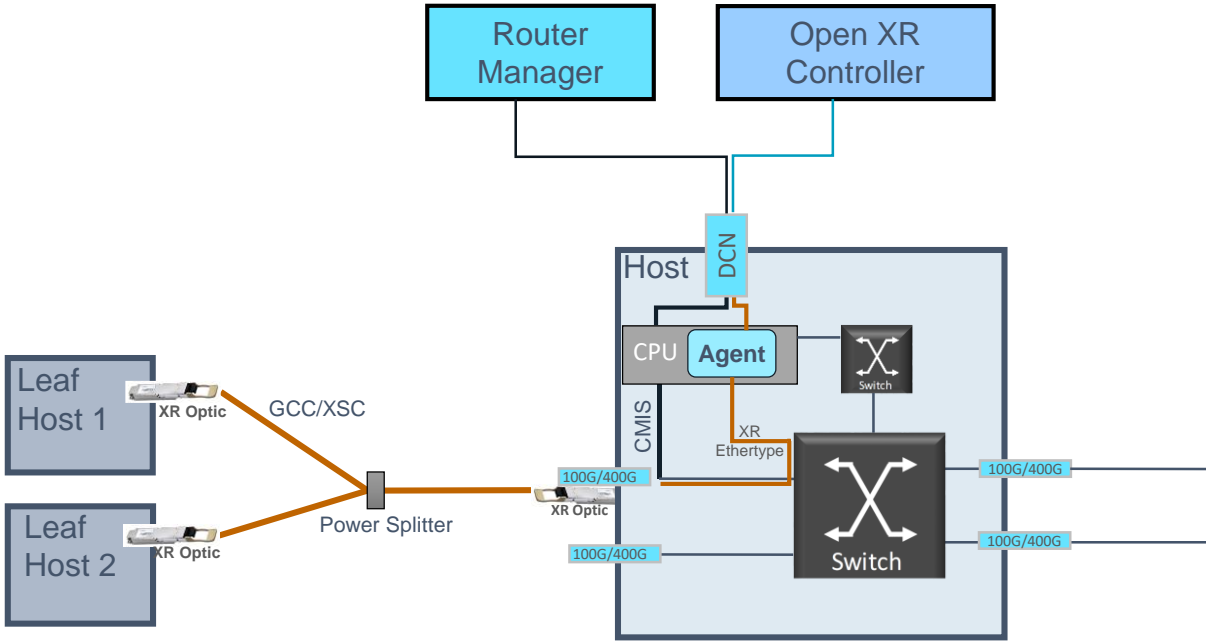 Router
Manager
Open XR
Controller
DCN
Host
CPU
Agent
Switch
Leaf
Host 1
XR Optic
GCC/XSC
CMIS
XR
Ethertype
100G/400G
100G/400G
XR Optic
Power Splitter
Leaf
Host 2
XR Optic
100G/400G
100G/400G
Switch